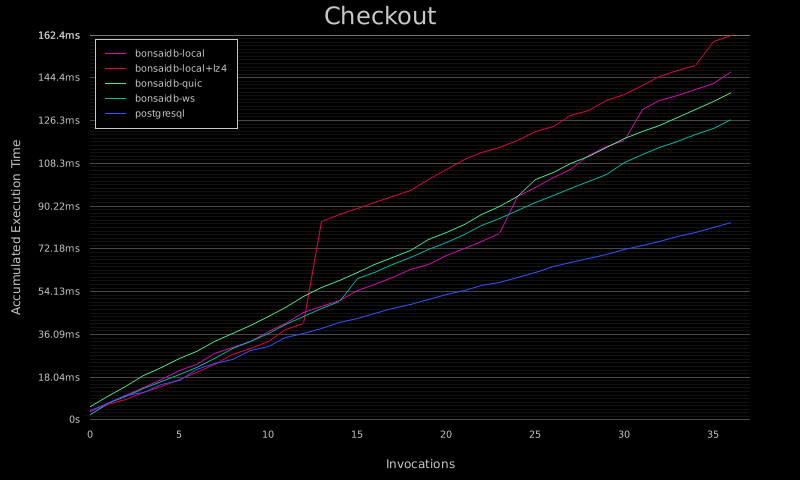 Checkout
162.4ms
bonsaidb-local
bonsaidb-local+lz4
144.4ms
bonsaidb-quic
bonsaidb-ws
postgresql
126.3ms
108.3ms
90.22ms
72.18ms
54.13ms
36.09ms
18.04ms
0s
Accumulated Execution Time
0 5 10 15 20 25 30 35
Invocations